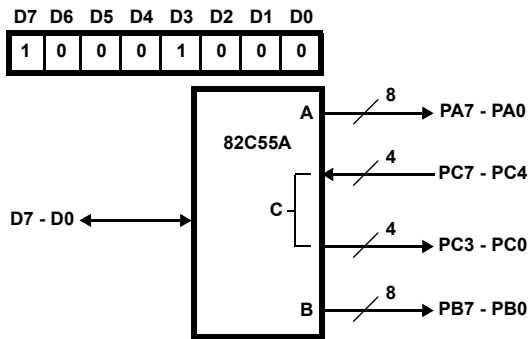 D7 D6 D5 D4 D3 D2 D1 D0
1 0 0 0 1 0 0 0
A 8 PA7 - PA0
82C55A
4 PC7 - PC4
C
D7 - D0
4 PC3 - PC0
B 8 PB7 - PB0